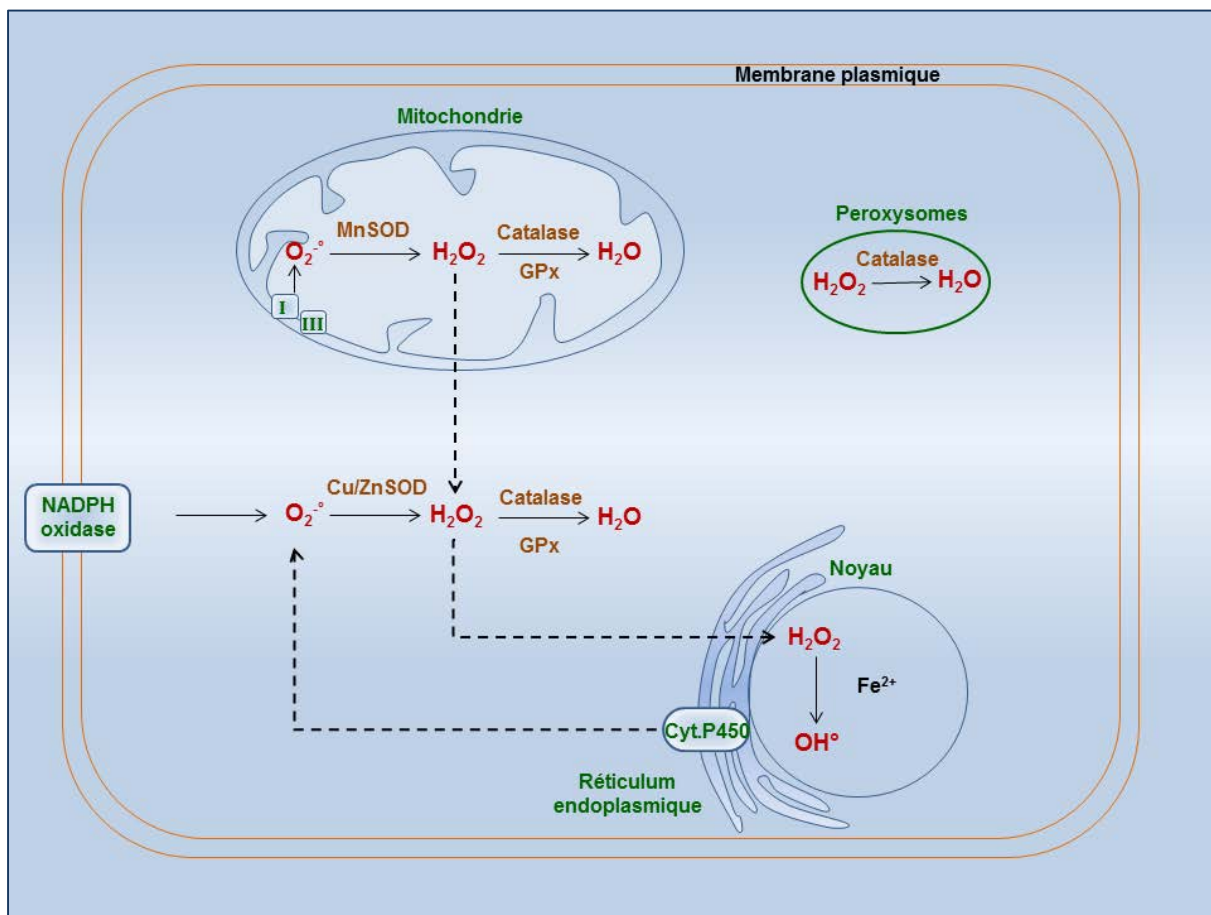 Membrane plasmique
Mitochondrie
MnSOD
Catalase
O₂⁻°
H₂O₂
H₂O
GPx
I
III
Peroxysomes
Catalase
H₂O₂
H₂O
NADPH
oxidase
Cu/ZnSOD
Catalase
O₂⁻°
H₂O₂
H₂O
GPx
Noyau
H₂O₂
Fe²⁺
OH°
Cyt.P450
Réticulum
endoplasmique